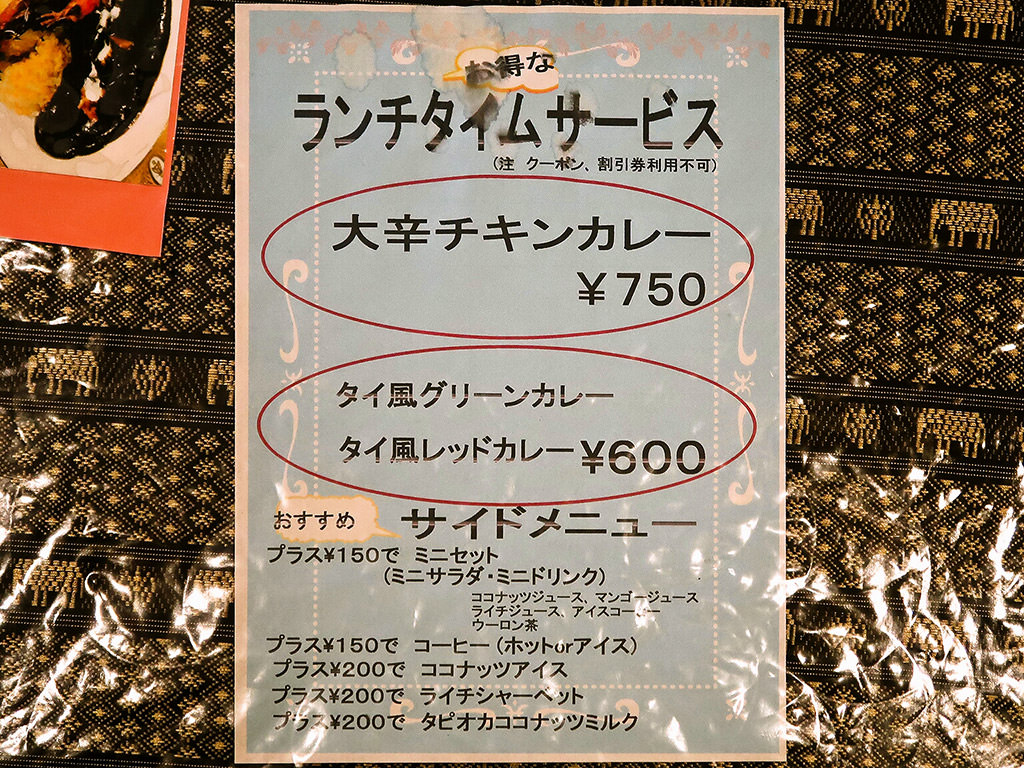 お得な
ランチタイムサービス
(注 クーポン、割引券利用不可)
大辛チキンカレー
¥750
タイ風グリーンカレー
タイ風レッドカレー ¥600
おすすめ サイドメニュー
プラス¥150で ミニセット
(ミニサラダ・ミニドリンク)
ココナッツジュース、マンゴージュース
ライチジュース、アイスコーヒー
ウーロン茶
プラス¥150で コーヒー(ホットorアイス)
プラス¥200で ココナッツアイス
プラス¥200で ライチシャーベット
プラス¥200で タピオカココナッツミルク